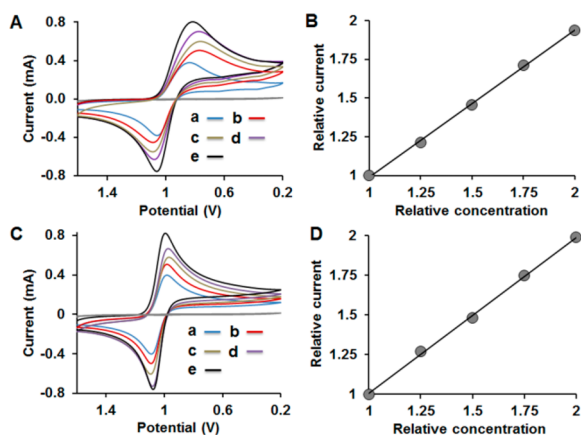 A
Current (mA)
0.8
0.4
0.0
-0.4
-0.8
a b
c d
e
1.4 1 0.6 0.2
Potential (V)
B
Relative current
2
1.75
1.5
1.25
1
1 1.25 1.5 1.75 2
Relative concentration
C
Current (mA)
0.8
0.4
0
-0.4
-0.8
a b
c d
e
1.4 1 0.6 0.2
Potential (V)
D
Relative current
2
1.75
1.5
1.25
1
1 1.25 1.5 1.75 2
Relative concentration